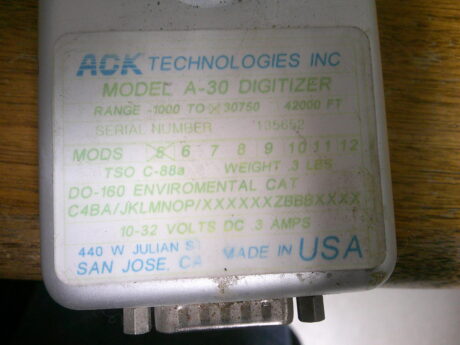 ACK TECHNOLOGIES INC
MODEL A-30 DIGITIZER
RANGE -1000 TO 30750 42000 FT
SERIAL NUMBER 135652
MODS 5 6 7 8 9 10 11 12
TSO C-88a WEIGHT .3 LBS
DO-160 ENVIROMENTAL CAT
C4BA/JKLMNOP/XXXXXXZBBBXXXX
10-32 VOLTS DC .3 AMPS
440 W JULIAN ST MADE IN USA
SAN JOSE, CA